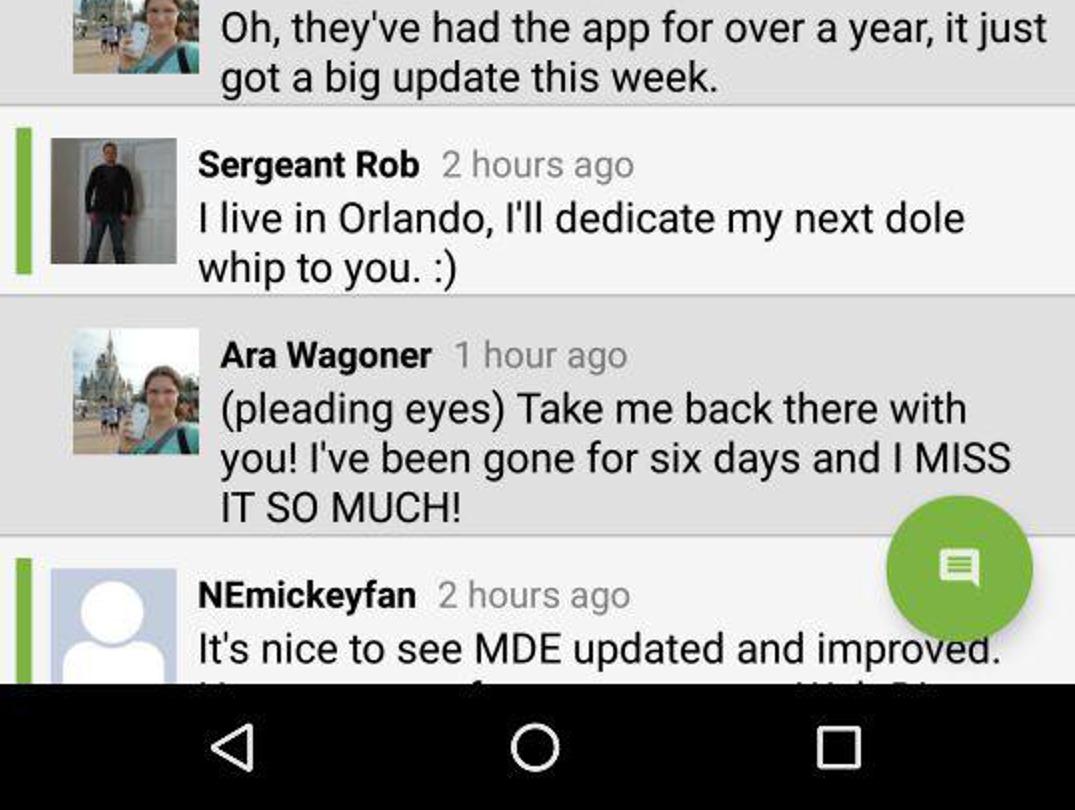 Oh, they've had the app for over a year, it just
got a big update this week.
Sergeant Rob 2 hours ago
I live in Orlando, I'll dedicate my next dole
whip to you. :)
Ara Wagoner 1 hour ago
(pleading eyes) Take me back there with
you! I've been gone for six days and I MISS
IT SO MUCH!
NEmickeyfan 2 hours ago
It's nice to see MDE updated and improved.